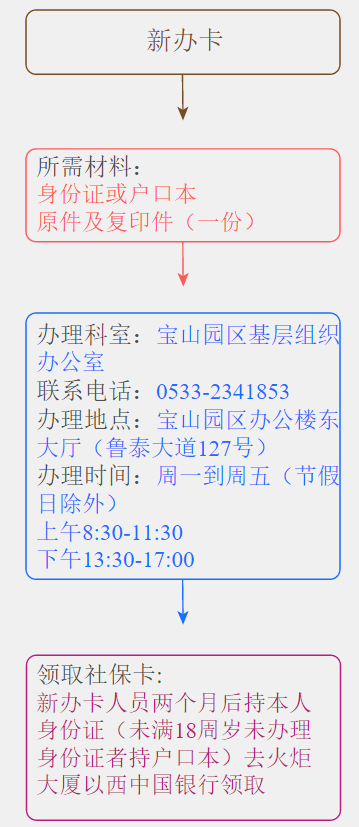 新办卡
所需材料：
身份证或户口本
原件及复印件（一份）
办理科室：宝山园区基层组织
办公室
联系电话：0533-2341853
办理地点：宝山园区办公楼东
大厅（鲁泰大道127号）
办理时间：周一到周五（节假
日除外）
上午8:30-11:30
下午13:30-17:00
领取社保卡:
新办卡人员两个月后持本人
身份证（未满18周岁未办理
身份证者持户口本）去火炬
大厦以西中国银行领取